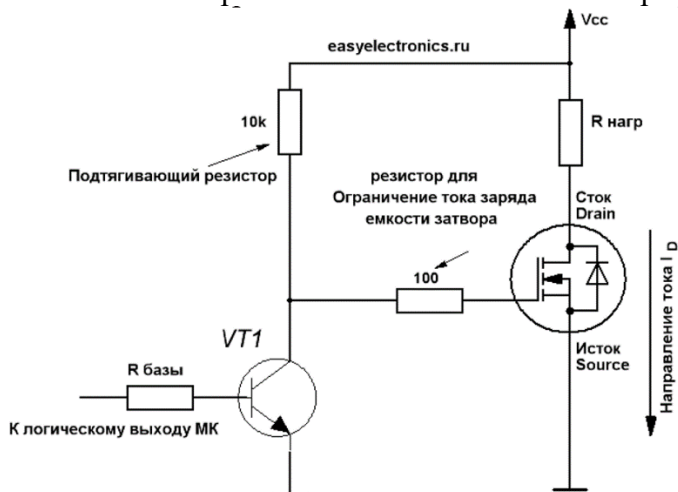 Vcc
easyelectronics.ru
10k
R нагр
Подтягивающий резистор
резистор для
Ограничение тока заряда
емкости затвора
Сток
Drain
100
Направление тока I D
VT1
Исток
Source
R базы
К логическому выходу МК